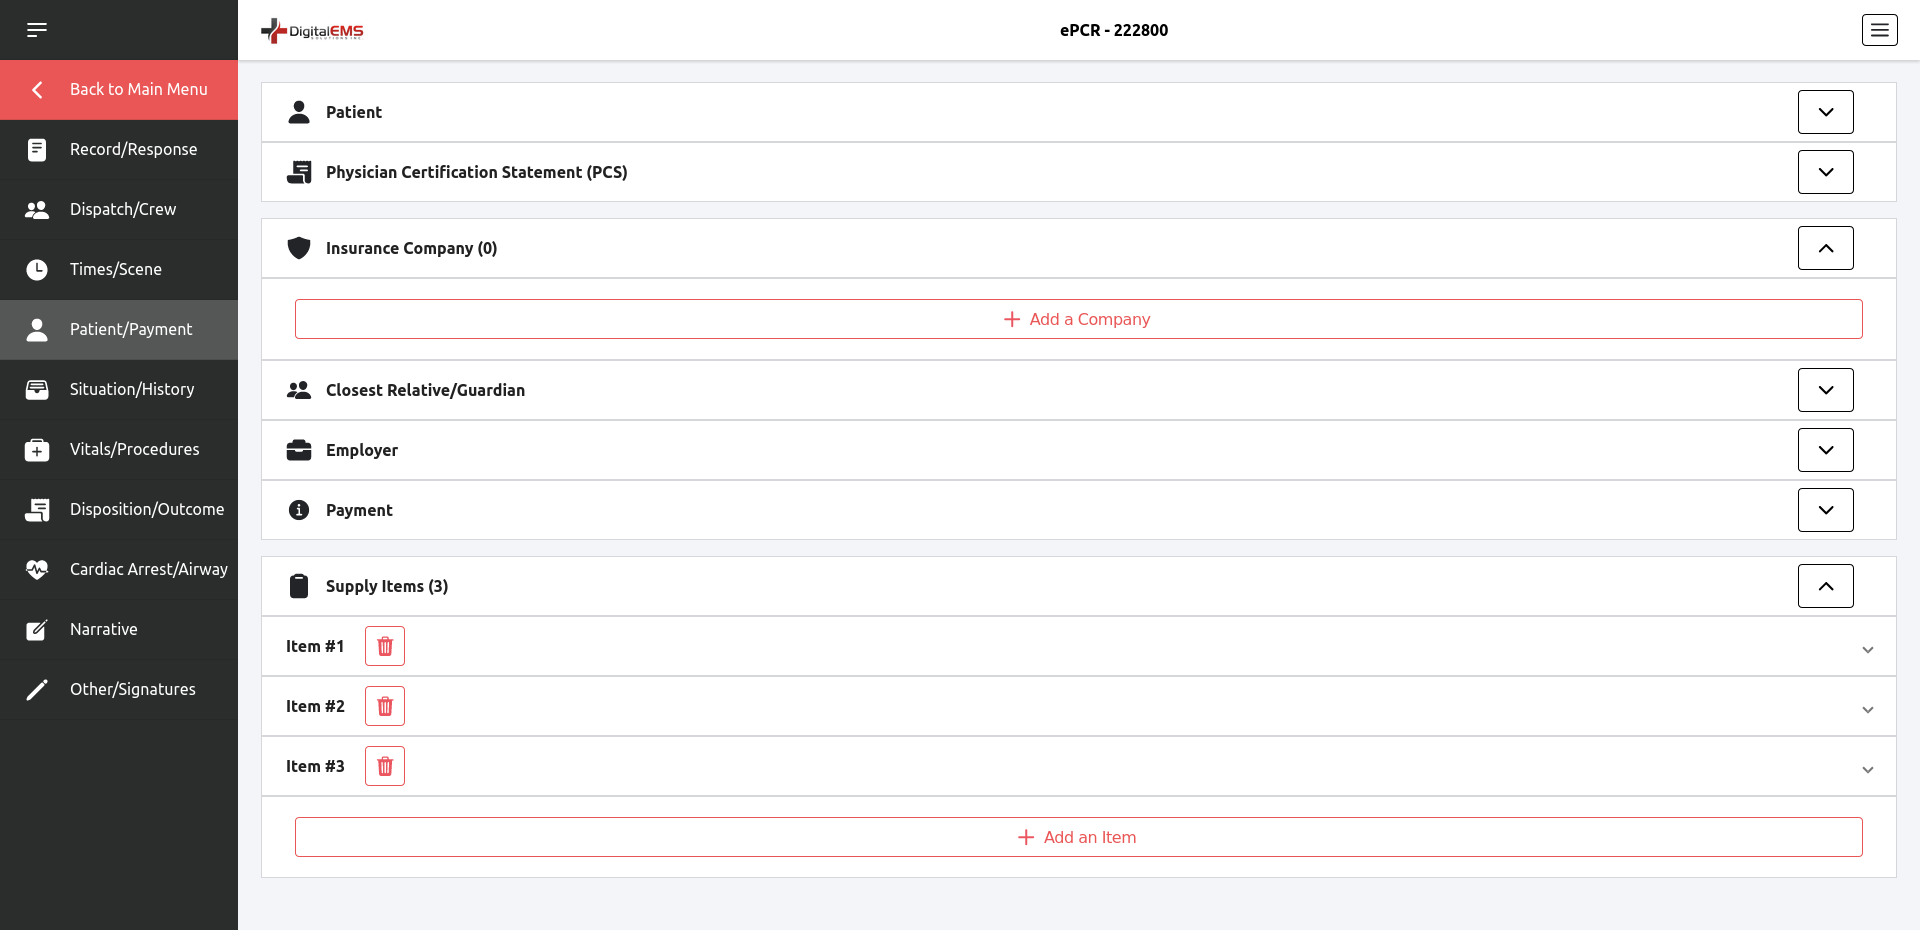 DigitalEMS
ePCR - 222800
Back to Main Menu
Record/Response
Dispatch/Crew
Times/Scene
Patient/Payment
Situation/History
Vitals/Procedures
Disposition/Outcome
Cardiac Arrest/Airway
Narrative
Other/Signatures
Patient
Physician Certification Statement (PCS)
Insurance Company (0)
Add a Company
Closest Relative/Guardian
Employer
Payment
Supply Items (3)
Item #1
Item #2
Item #3
Add an Item